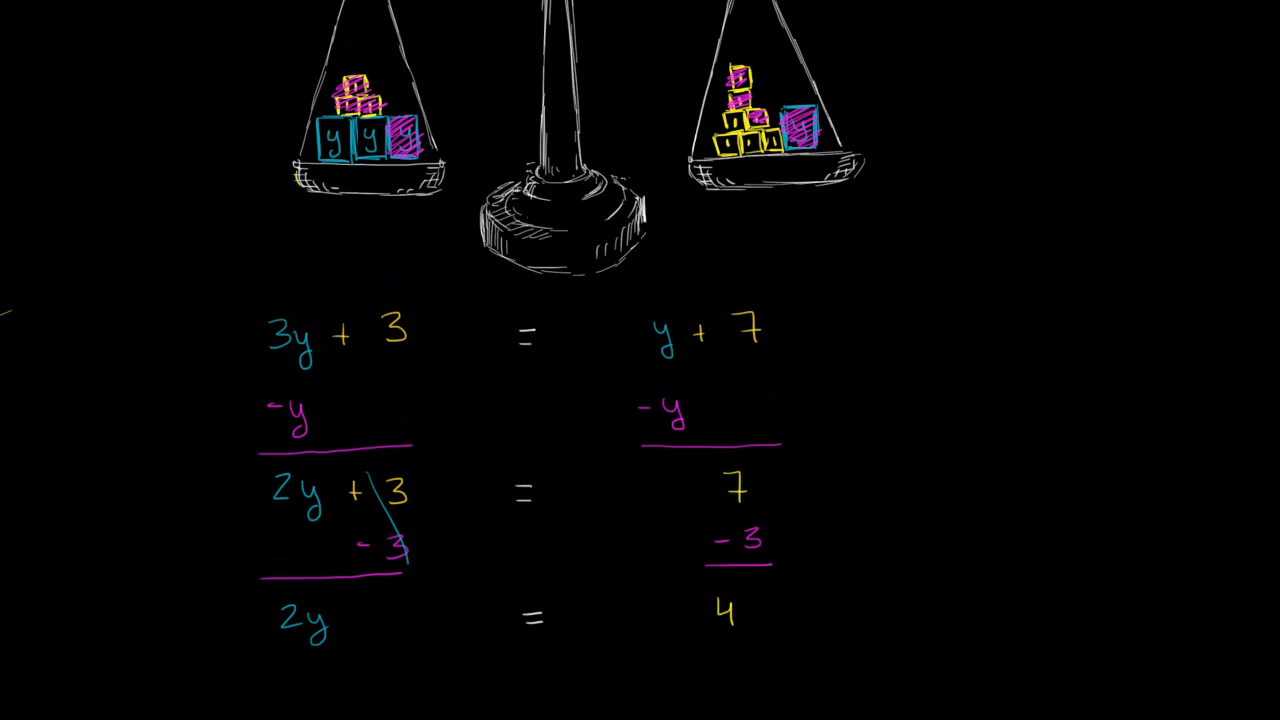 y y y y
3y + 3 = y + 7
-y -y
2y + 3 = 7
- 3 - 3
2y = 4